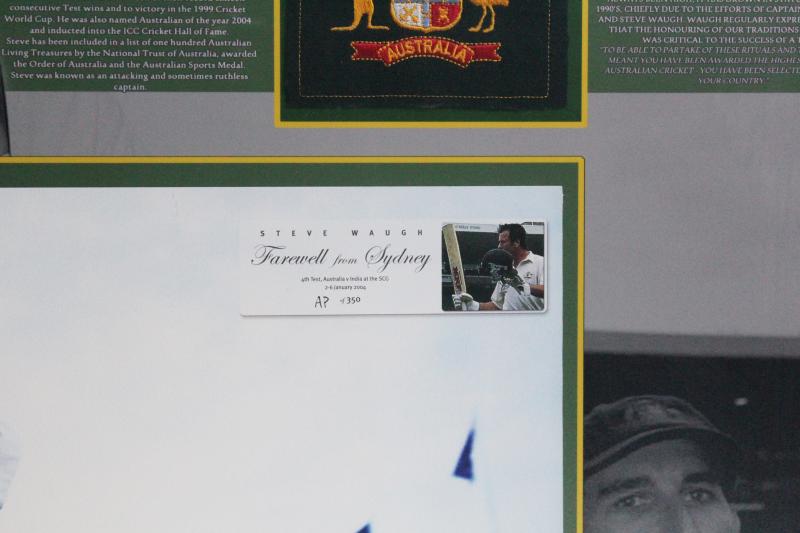 consecutive Test wins and to victory in the 1999 Cricket
World Cup. He was also named Australian of the year 2004
and inducted into the ICC Cricket Hall of Fame.
Steve has been included in a list of one hundred Australian
Living Treasures by the National Trust of Australia, awarded
the Order of Australia and the Australian Sports Medal.
Steve was known as an attacking and sometimes ruthless
captain.
AUSTRALIA
1990'S, CHIEFLY DUE TO THE EFFORTS OF CAPTAI
AND STEVE WAUGH. WAUGH REGULARLY EXPRE
THAT THE HONOURING OF OUR TRADITIONS
WAS CRITICAL TO THE SUCCESS OF A T
"TO BE ABLE TO PARTAKE OF THESE RITUALS AND T
MEANT YOU HAVE BEEN AWARDED THE HIGHES
AUSTRALIAN CRICKET - YOU HAVE BEEN SELECTE
YOUR COUNTRY."
STEVE WAUGH
Farewell from Sydney
4th Test, Australia v India at the SCG
2-6 January 2004
AP of 350